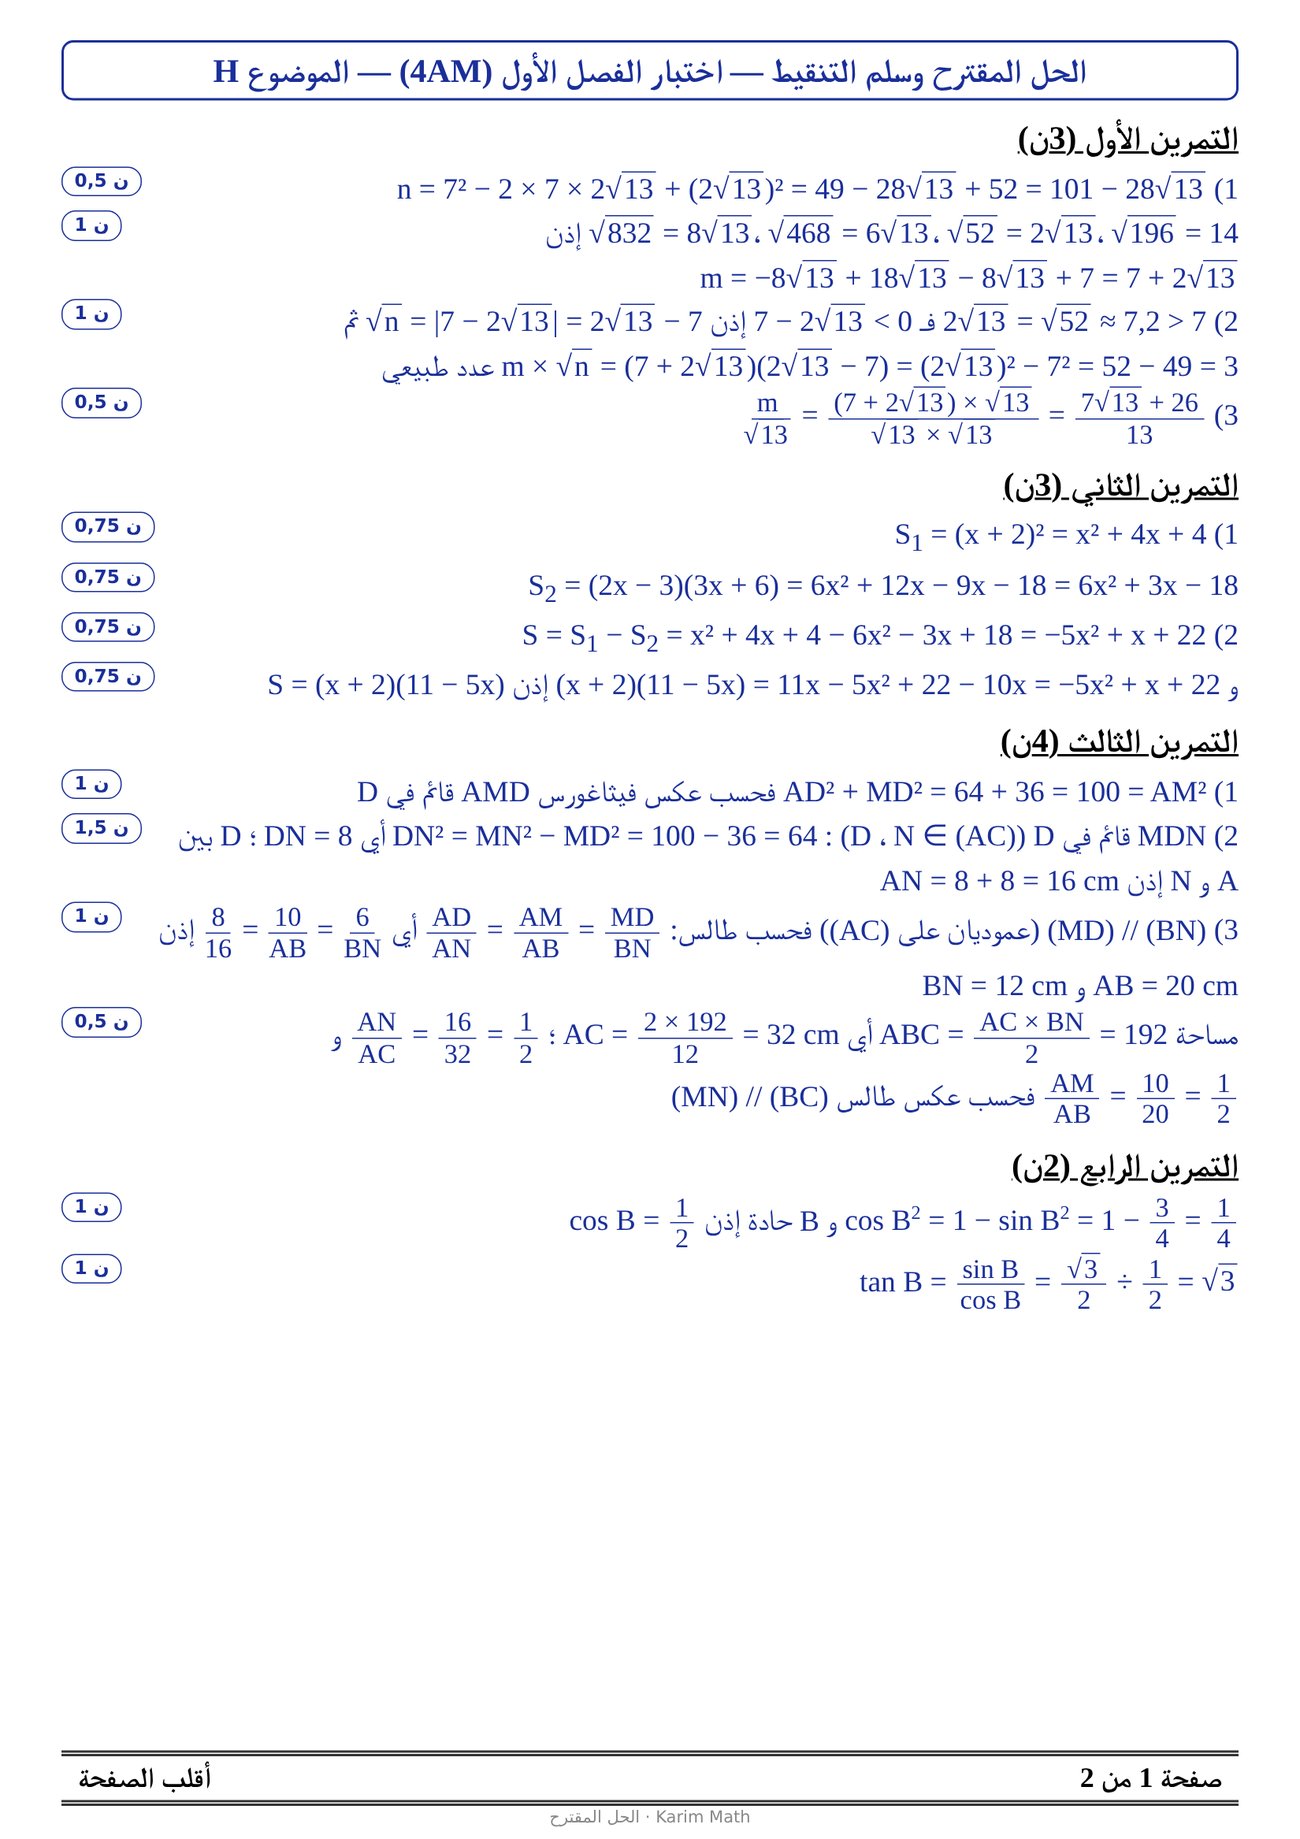 الحل المقترح وسلم التنقيط — اختبار الفصل الأول (4AM) — الموضوع H
التمرين الأول (3ن)
1) n = 7² − 2 × 7 × 2√13 + (2√13)² = 49 − 28√13 + 52 = 101 − 28√13
0,5 ن
√196 = 14، √52 = 2√13، √468 = 6√13، √832 = 8√13 إذن
1 ن
m = −8√13 + 18√13 − 8√13 + 7 = 7 + 2√13
2) 2√13 = √52 ≈ 7,2 > 7 فـ 7 − 2√13 < 0 إذن √n = |7 − 2√13| = 2√13 − 7 ثم
1 ن
m × √n = (7 + 2√13)(2√13 − 7) = (2√13)² − 7² = 52 − 49 = 3 عدد طبيعي
3) m/√13 = (7 + 2√13) × √13/√13 × √13 = 7√13 + 26/13
0,5 ن
التمرين الثاني (3ن)
1) S₁ = (x + 2)² = x² + 4x + 4
0,75 ن
S₂ = (2x − 3)(3x + 6) = 6x² + 12x − 9x − 18 = 6x² + 3x − 18
0,75 ن
2) S = S₁ − S₂ = x² + 4x + 4 − 6x² − 3x + 18 = −5x² + x + 22
0,75 ن
و (x + 2)(11 − 5x) = 11x − 5x² + 22 − 10x = −5x² + x + 22 إذن S = (x + 2)(11 − 5x)
0,75 ن
التمرين الثالث (4ن)
1) AD² + MD² = 64 + 36 = 100 = AM² فحسب عكس فيثاغورس AMD قائم في D
1 ن
2) MDN قائم في D (D ، N ∈ (AC)) : DN² = MN² − MD² = 100 − 36 = 64 أي DN = 8 ؛ D بين
1,5 ن
A و N إذن AN = 8 + 8 = 16 cm
3) (MD) // (BN) (عموديان على (AC)) فحسب طالس: AD/AN = AM/AB = MD/BN أي 8/16 = 10/AB = 6/BN إذن
1 ن
AB = 20 cm و BN = 12 cm
مساحة ABC = AC × BN/2 = 192 أي AC = 2 × 192/12 = 32 cm ؛ AN/AC = 16/32 = 1/2 و
0,5 ن
AM/AB = 10/20 = 1/2 فحسب عكس طالس (MN) // (BC)
التمرين الرابع (2ن)
cos B² = 1 − sin B² = 1 − 3/4 = 1/4 و B حادة إذن cos B = 1/2
1 ن
tan B = sin B/cos B = √3/2 ÷ 1/2 = √3
1 ن
صفحة 1 من 2
أقلب الصفحة
Karim Math · الحل المقترح